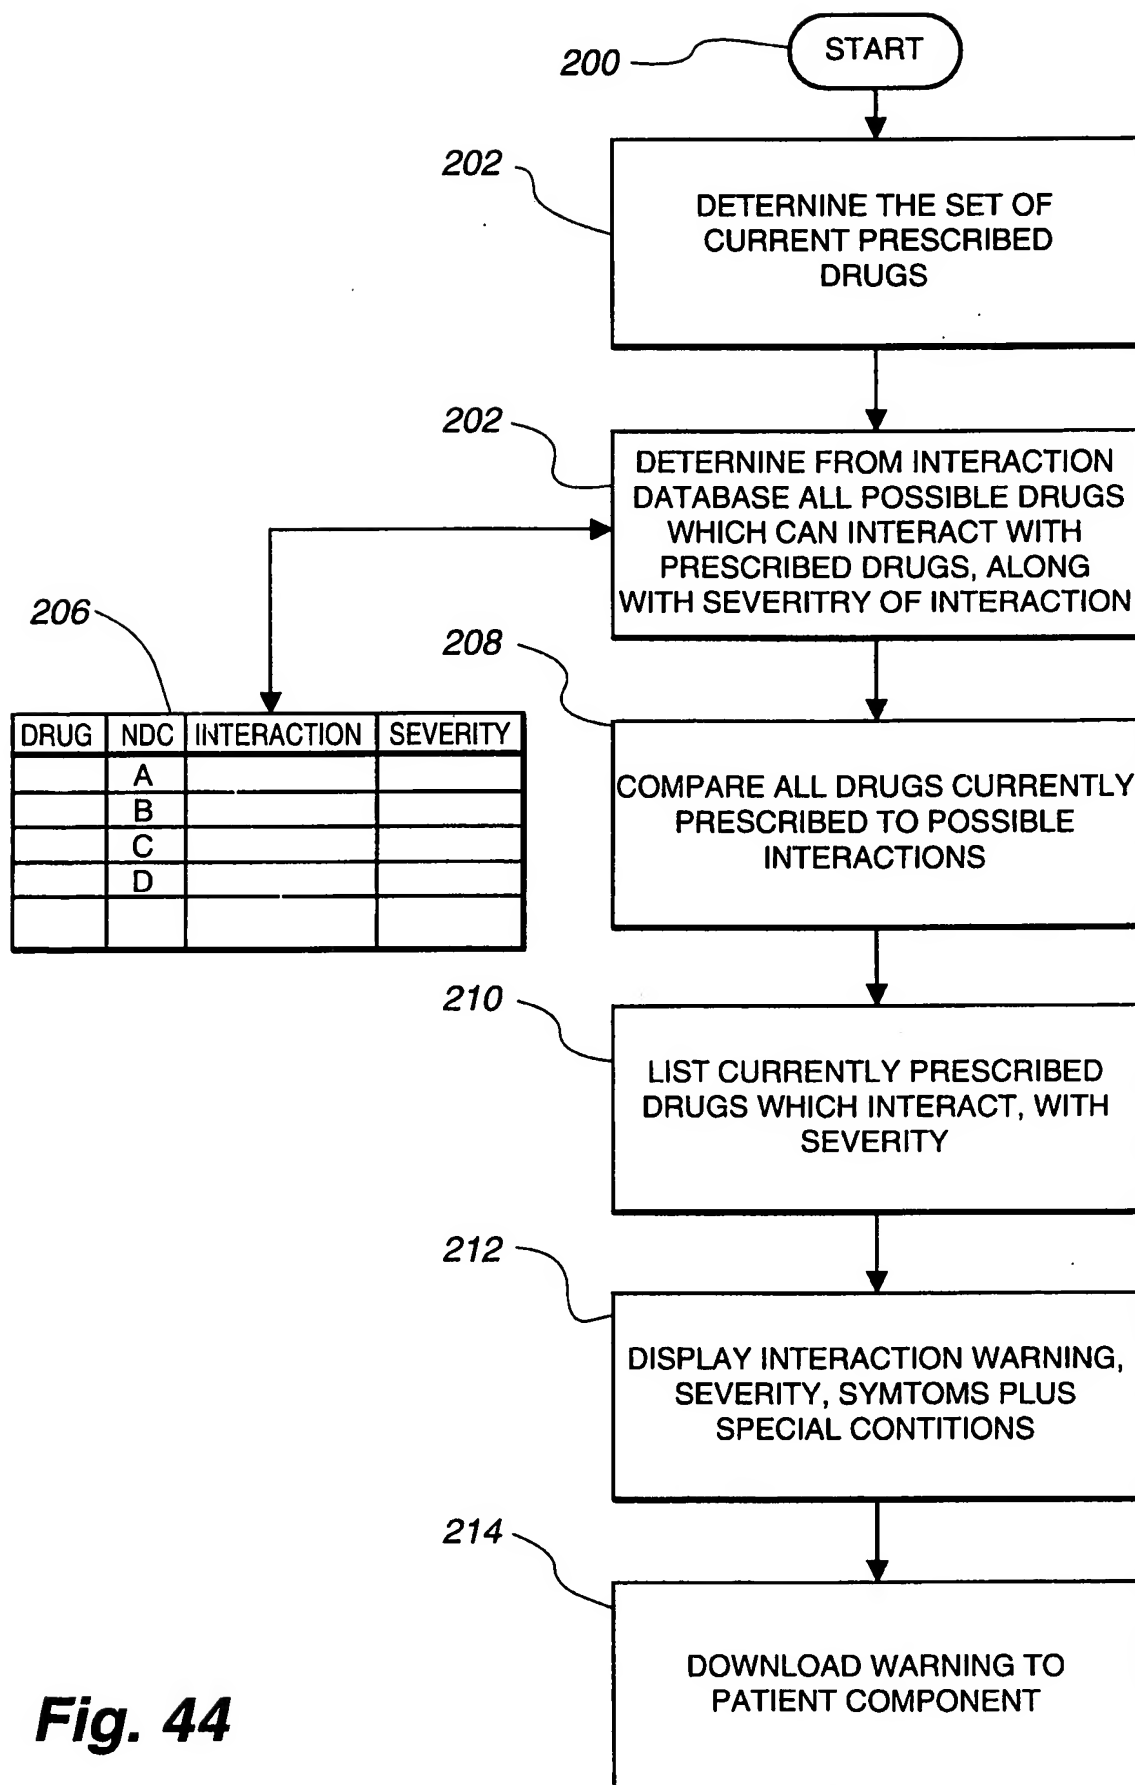 200
START
202
DETERNINE THE SET OF
CURRENT PRESCRIBED
DRUGS
202
DETERNINE FROM INTERACTION
DATABASE ALL POSSIBLE DRUGS
WHICH CAN INTERACT WITH
PRESCRIBED DRUGS, ALONG
WITH SEVERITRY OF INTERACTION
206
DRUG NDC INTERACTION SEVERITY
A
B
C
D
208
COMPARE ALL DRUGS CURRENTLY
PRESCRIBED TO POSSIBLE
INTERACTIONS
210
LIST CURRENTLY PRESCRIBED
DRUGS WHICH INTERACT, WITH
SEVERITY
212
DISPLAY INTERACTION WARNING,
SEVERITY, SYMTOMS PLUS
SPECIAL CONTITIONS
214
DOWNLOAD WARNING TO
PATIENT COMPONENT
Fig. 44